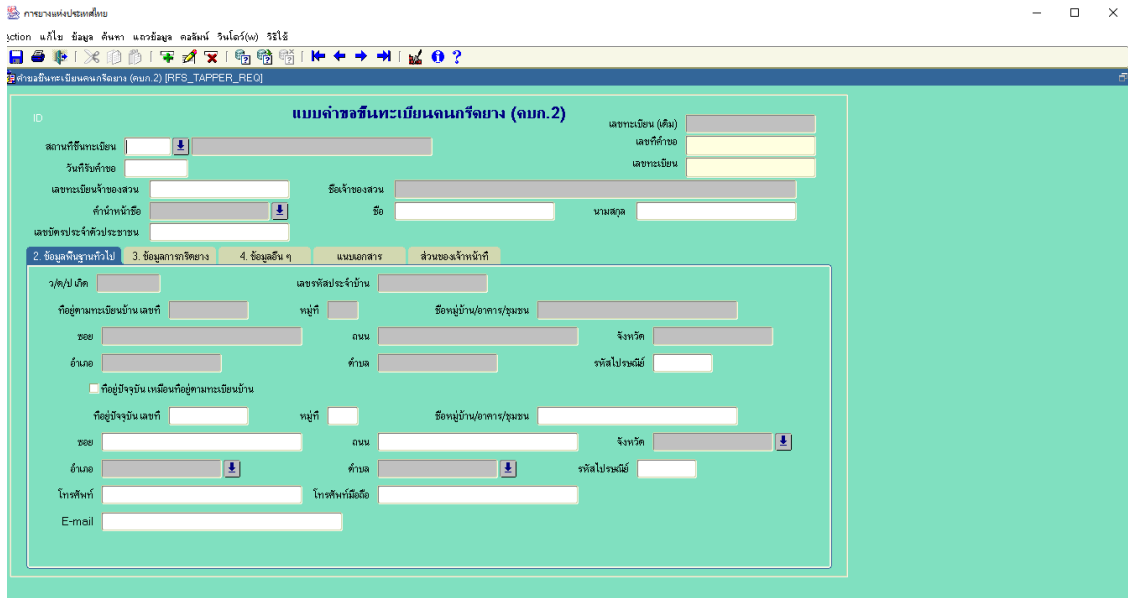 การยางแห่งประเทศไทย
ction แก้ไข ข้อมูล ค้นหา แถวข้อมูล คอลัมน์ วินโดว์(w) วิธีใช้
คำขอขึ้นทะเบียนคนกรีดยาง (คบก.2) [RFS_TAPPER_REQ]
ID แบบคำขอขึ้นทะเบียนคนกรีดยาง (คบก.2)
เลขทะเบียน (เดิม)
สถานที่ขึ้นทะเบียน เลขที่คำขอ
วันที่รับคำขอ เลขทะเบียน
เลขทะเบียนจ้าของสวน ชื่อเจ้าของสวน
คำนำหน้าชื่อ ชื่อ นามสกุล
เลขบัตรประจำตัวประชาชน
2. ข้อมูลพื้นฐานทั่วไป 3. ข้อมูลการกรีดยาง 4. ข้อมูลอื่น ๆ แนบเอกสาร ส่วนของเจ้าหน้าที่
ว/ด/ป เกิด เลขรหัสประจำบ้าน
ที่อยู่ตามทะเบียนบ้าน เลขที่ หมู่ที่ ชื่อหมู่บ้าน/อาคาร/ชุมชน
ซอย ถนน จังหวัด
อำเภอ ตำบล รหัสไปรษณีย์
ที่อยู่ปัจจุบัน เหมือนที่อยู่ตามทะเบียนบ้าน
ที่อยู่ปัจจุบัน เลขที่ หมู่ที่ ชื่อหมู่บ้าน/อาคาร/ชุมชน
ซอย ถนน จังหวัด
อำเภอ ตำบล รหัสไปรษณีย์
โทรศัพท์ โทรศัพท์มือถือ
E-mail